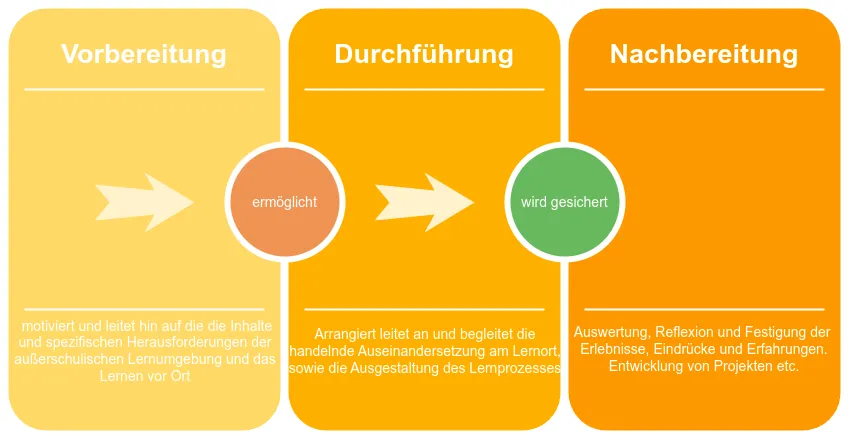 Vorbereitung
Durchführung
Nachbereitung
ermöglicht
wird gesichert
motiviert und leitet hin auf die die Inhalte
und spezifischen Herausforderungen der
außerschulischen Lernumgebung und das
Lernen vor Ort
Arrangiert leitet an und begleitet die
handelnde Auseinandersetzung am Lernort,
sowie die Ausgestaltung des Lernprozesses
Auswertung, Reflexion und Festigung der
Erlebnisse, Eindrücke und Erfahrungen.
Entwicklung von Projekten etc.